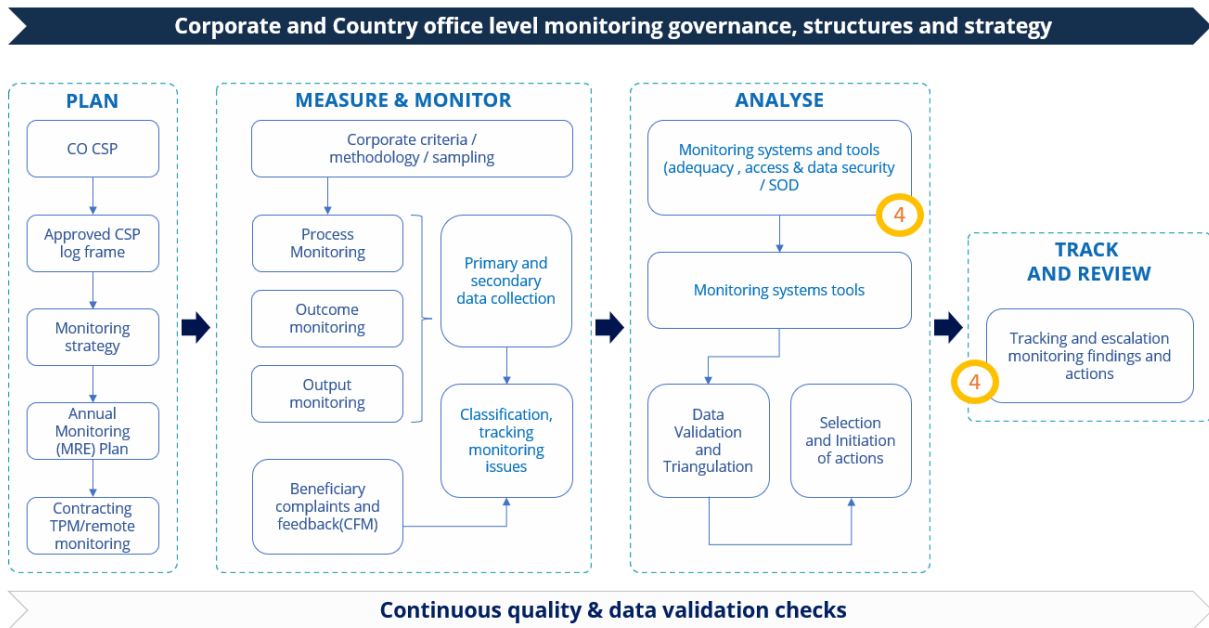 Corporate and Country office level monitoring governance, structures and strategy
PLAN
CO CSP
Approved CSP
log frame
Monitoring
strategy
Annual
Monitoring
(MRE) Plan
Contracting
TPM/remote
monitoring
MEASURE & MONITOR
Corporate criteria /
methodology / sampling
Process
Monitoring
Outcome
monitoring
Output
monitoring
Beneficiary
complaints and
feedback(CFM)
Primary and
secondary
data collection
Classification,
tracking
monitoring
issues
ANALYSE
Monitoring systems and tools
(adequacy , access & data security
/ SOD
4
Monitoring systems tools
Data
Validation
and
Triangulation
Selection
and Initiation
of actions
TRACK
AND REVIEW
Tracking and escalation
monitoring findings and
actions
4
Continuous quality & data validation checks